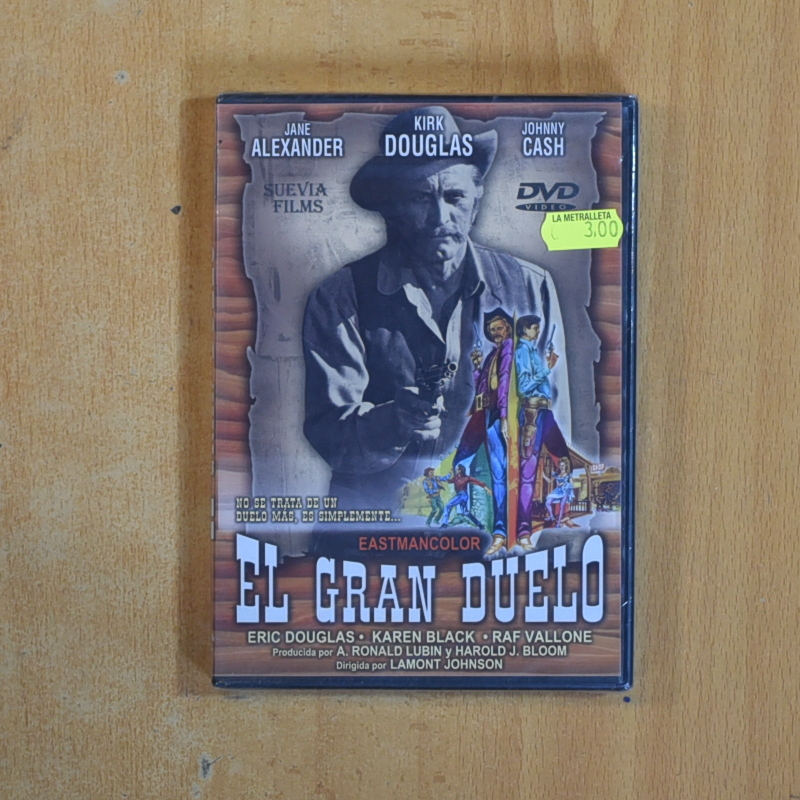 JANE
ALEXANDER
KIRK
DOUGLAS
JOHNNY
CASH
SUEVIA
FILMS
DVD
VIDEO
LA METRALLETA
3.00
NO SE TRATA DE UN
DUELO MAS, ES SIMPLEMENTE...
EASTMANCOLOR
EL GRAN DUELO
ERIC DOUGLAS • KAREN BLACK • RAF VALLONE
Producida por A. RONALD LUBIN y HAROLD J. BLOOM
Dirigida por LAMONT JOHNSON